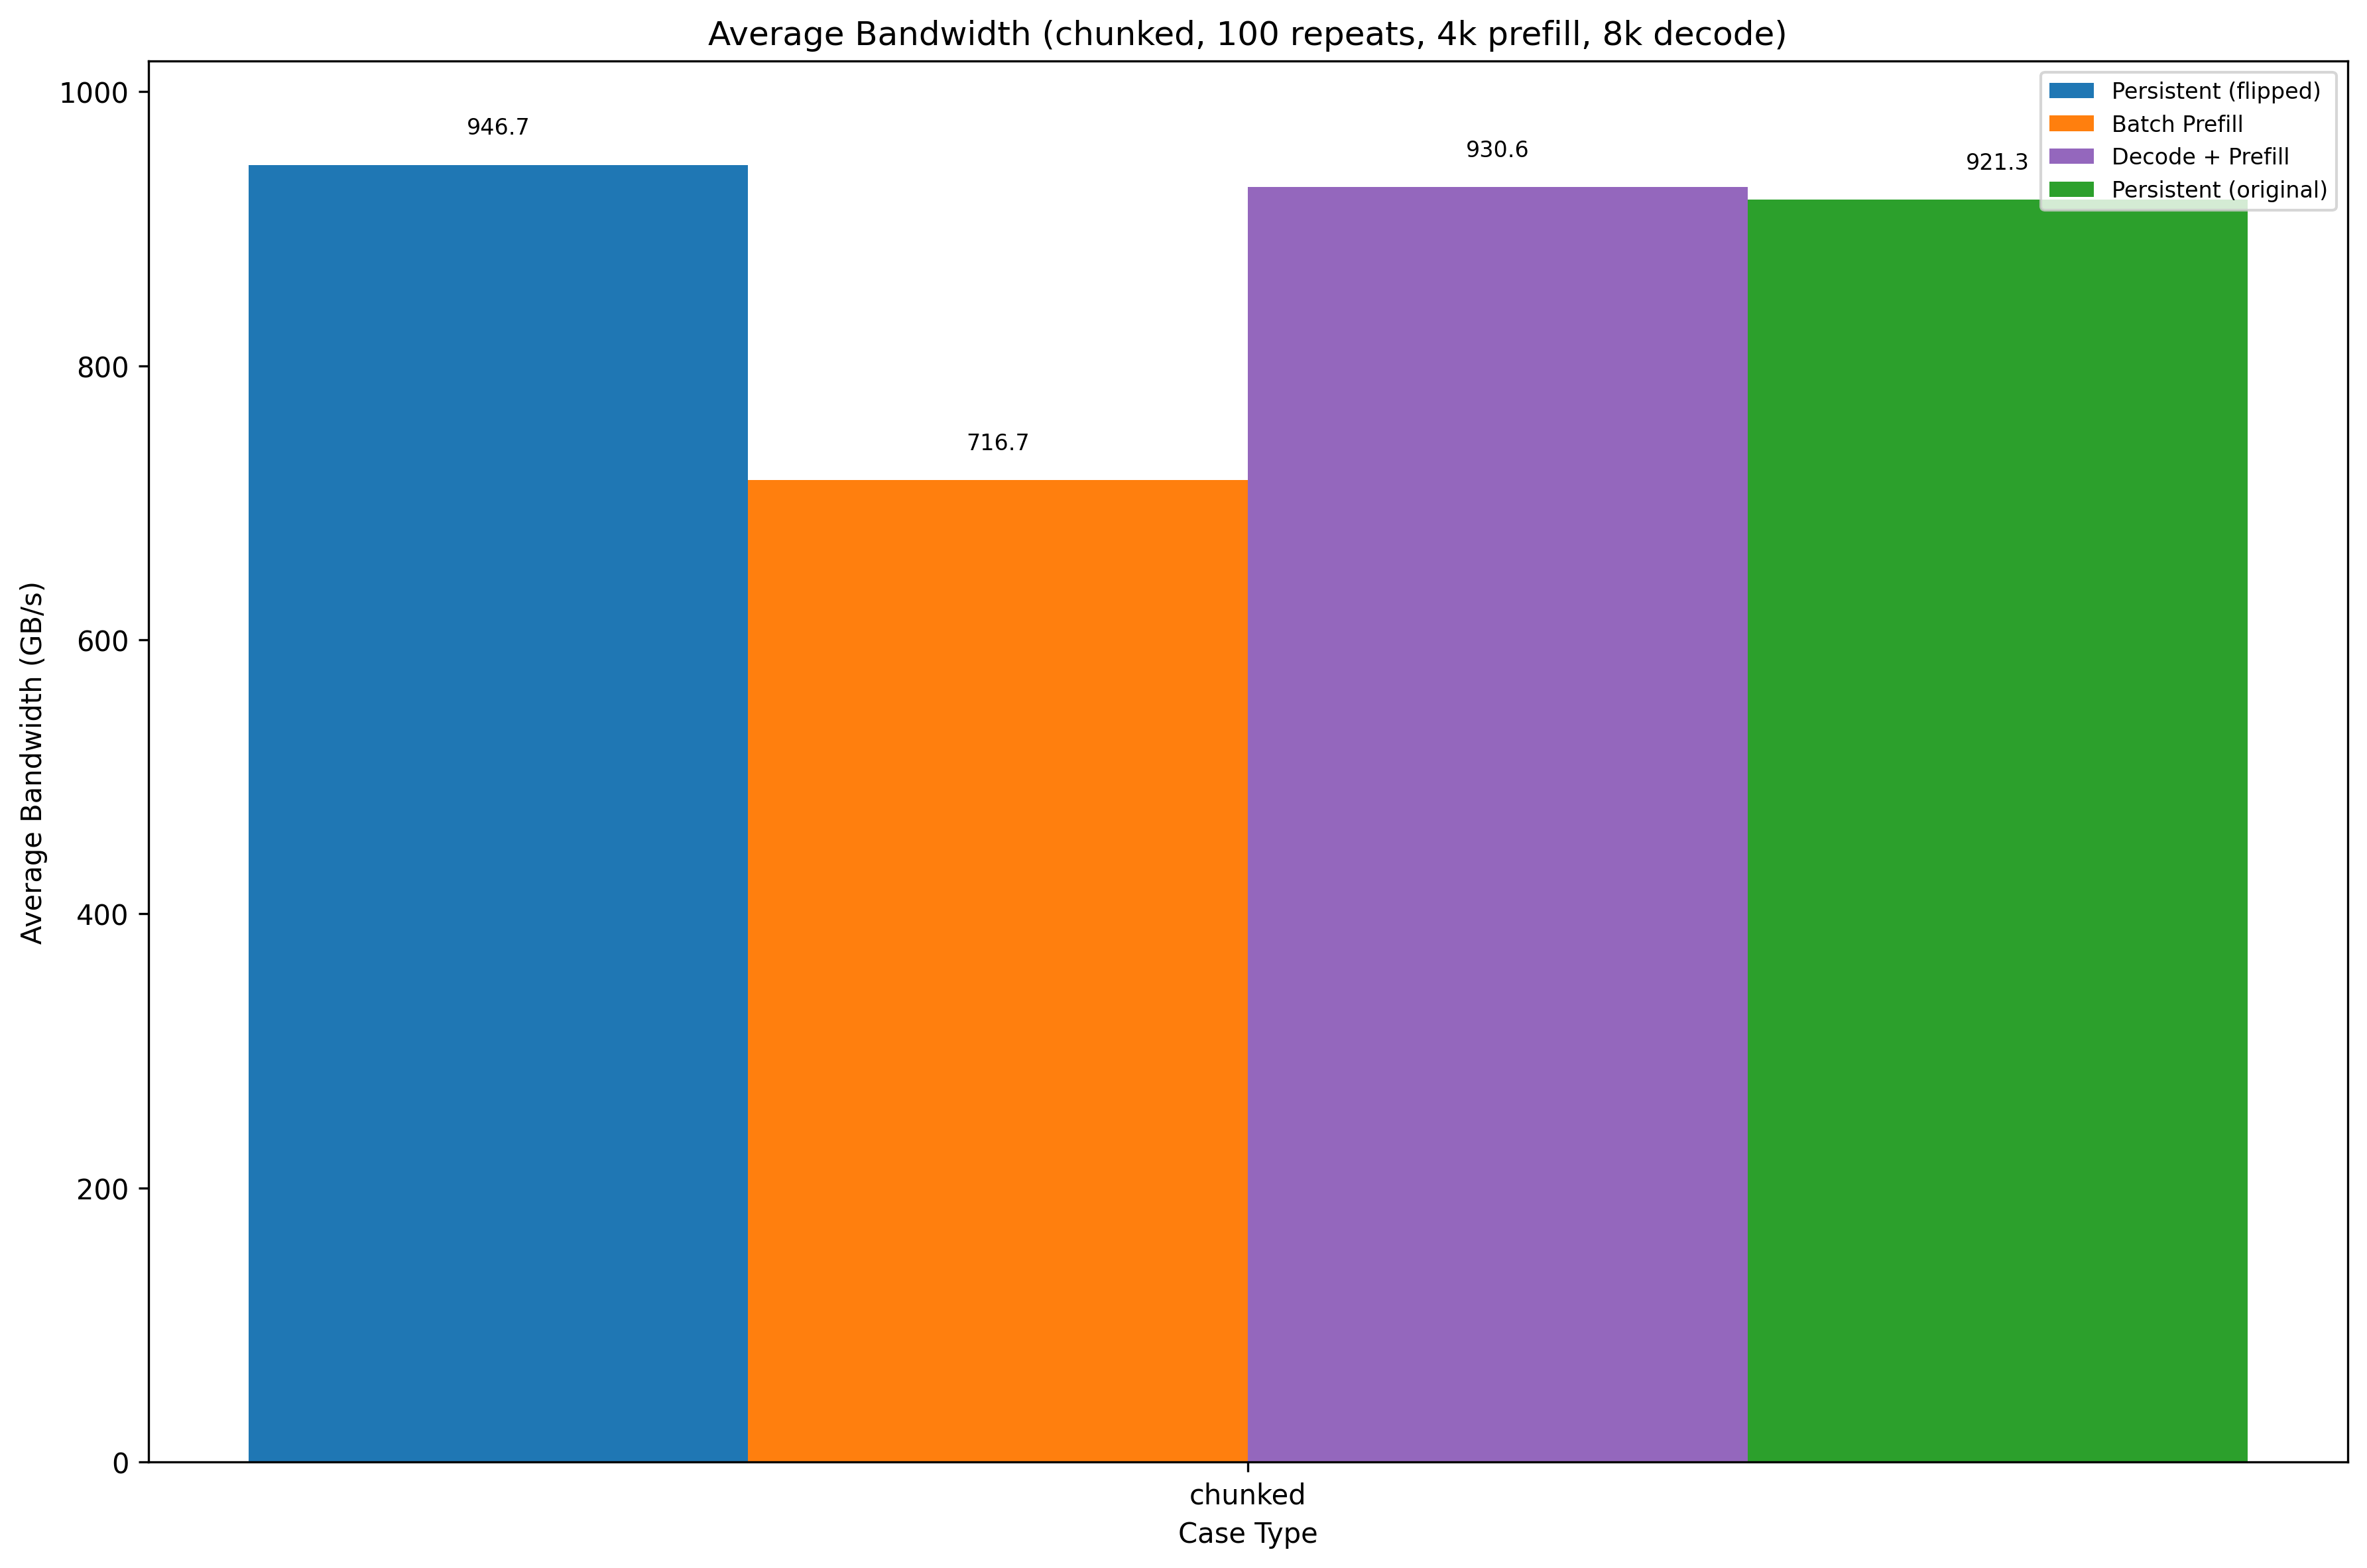 Average Bandwidth (chunked, 100 repeats, 4k prefill, 8k decode)
Average Bandwidth (GB/s)
1000
800
600
400
200
0
946.7
716.7
930.6
921.3
Persistent (flipped)
Batch Prefill
Decode + Prefill
Persistent (original)
chunked
Case Type